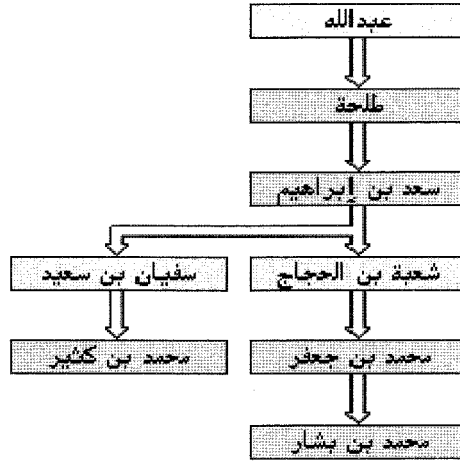 عبدالله
طلحة
سعد بن إبراهيم
شعبة بن الحجاج
سفيان بن سعيد
محمد بن جعفر
محمد بن كثير
محمد بن بشار